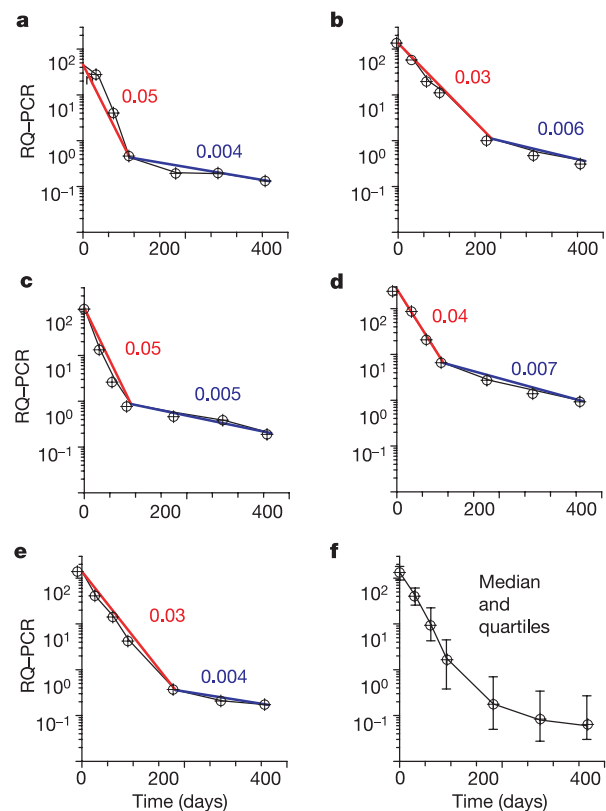 a
RQ–PCR
10²
10¹
10⁰
10⁻¹
0.05
0.004
0 200 400
b
10²
10¹
10⁰
10⁻¹
0.03
0.006
0 200 400
c
RQ–PCR
10²
10¹
10⁰
10⁻¹
0.05
0.005
0 200 400
d
10²
10¹
10⁰
10⁻¹
0.04
0.007
0 200 400
e
RQ–PCR
10²
10¹
10⁰
10⁻¹
0.03
0.004
0 200 400
Time (days)
f
10²
10¹
10⁰
10⁻¹
Median
and
quartiles
0 200 400
Time (days)